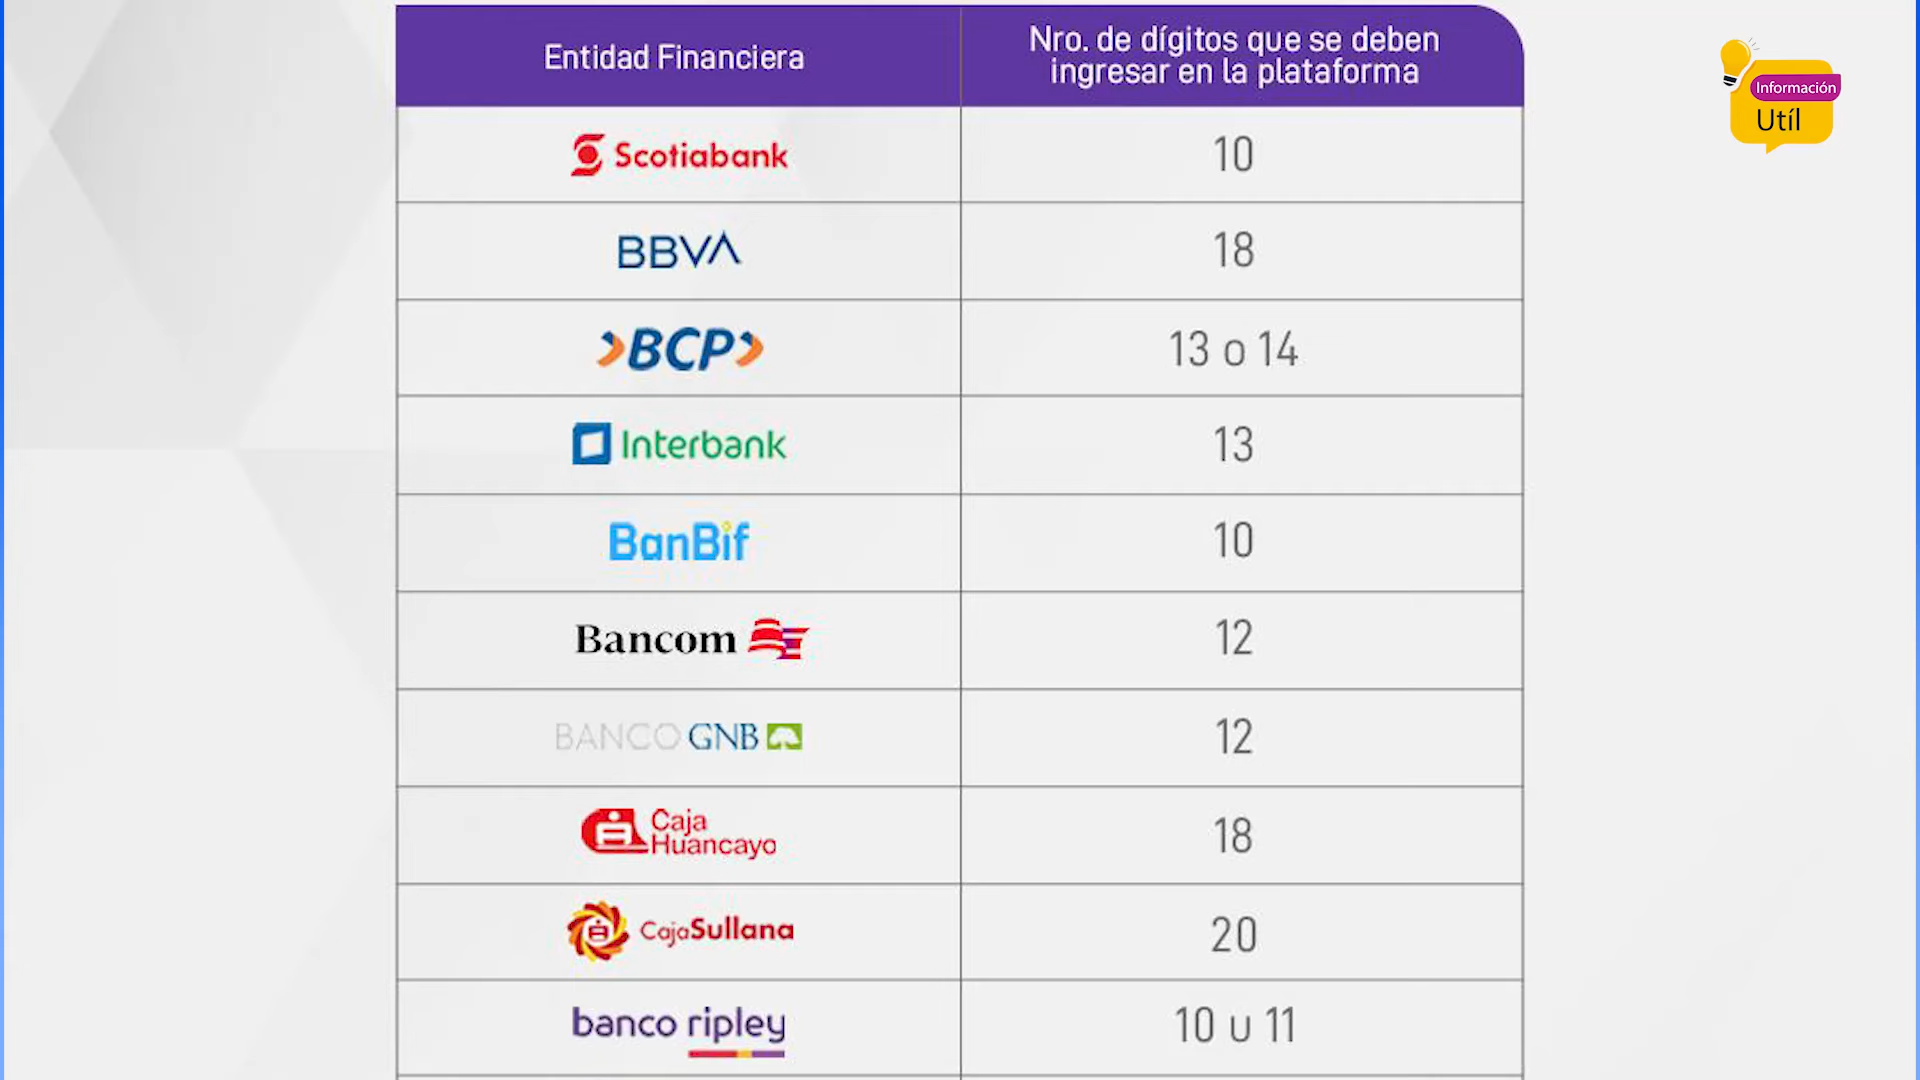 Entidad Financiera
Nro. de dígitos que se deben
ingresar en la plataforma
Información
Utíl
Scotiabank
10
BBVA
18
BCP
13 o 14
Interbank
13
BanBif
10
Bancom
12
BANCO GNB
12
Caja
Huancayo
18
CajaSullana
20
banco ripley
10 u 11